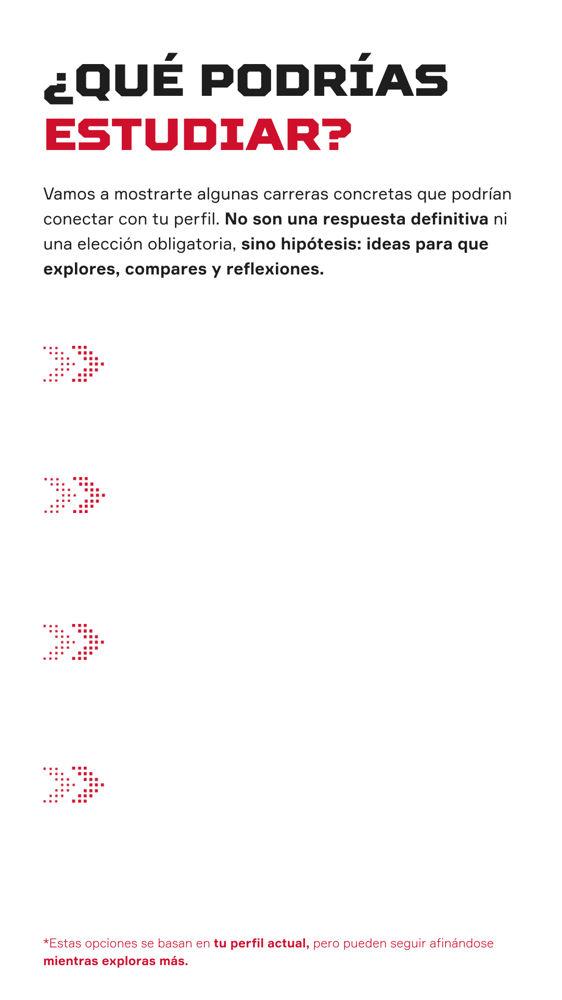 ¿QUÉ PODRÍAS
ESTUDIAR?
Vamos a mostrarte algunas carreras concretas que podrían
conectar con tu perfil. No son una respuesta definitiva ni
una elección obligatoria, sino hipótesis: ideas para que
explores, compares y reflexiones.
*Estas opciones se basan en tu perfil actual, pero pueden seguir afinándose
mientras exploras más.